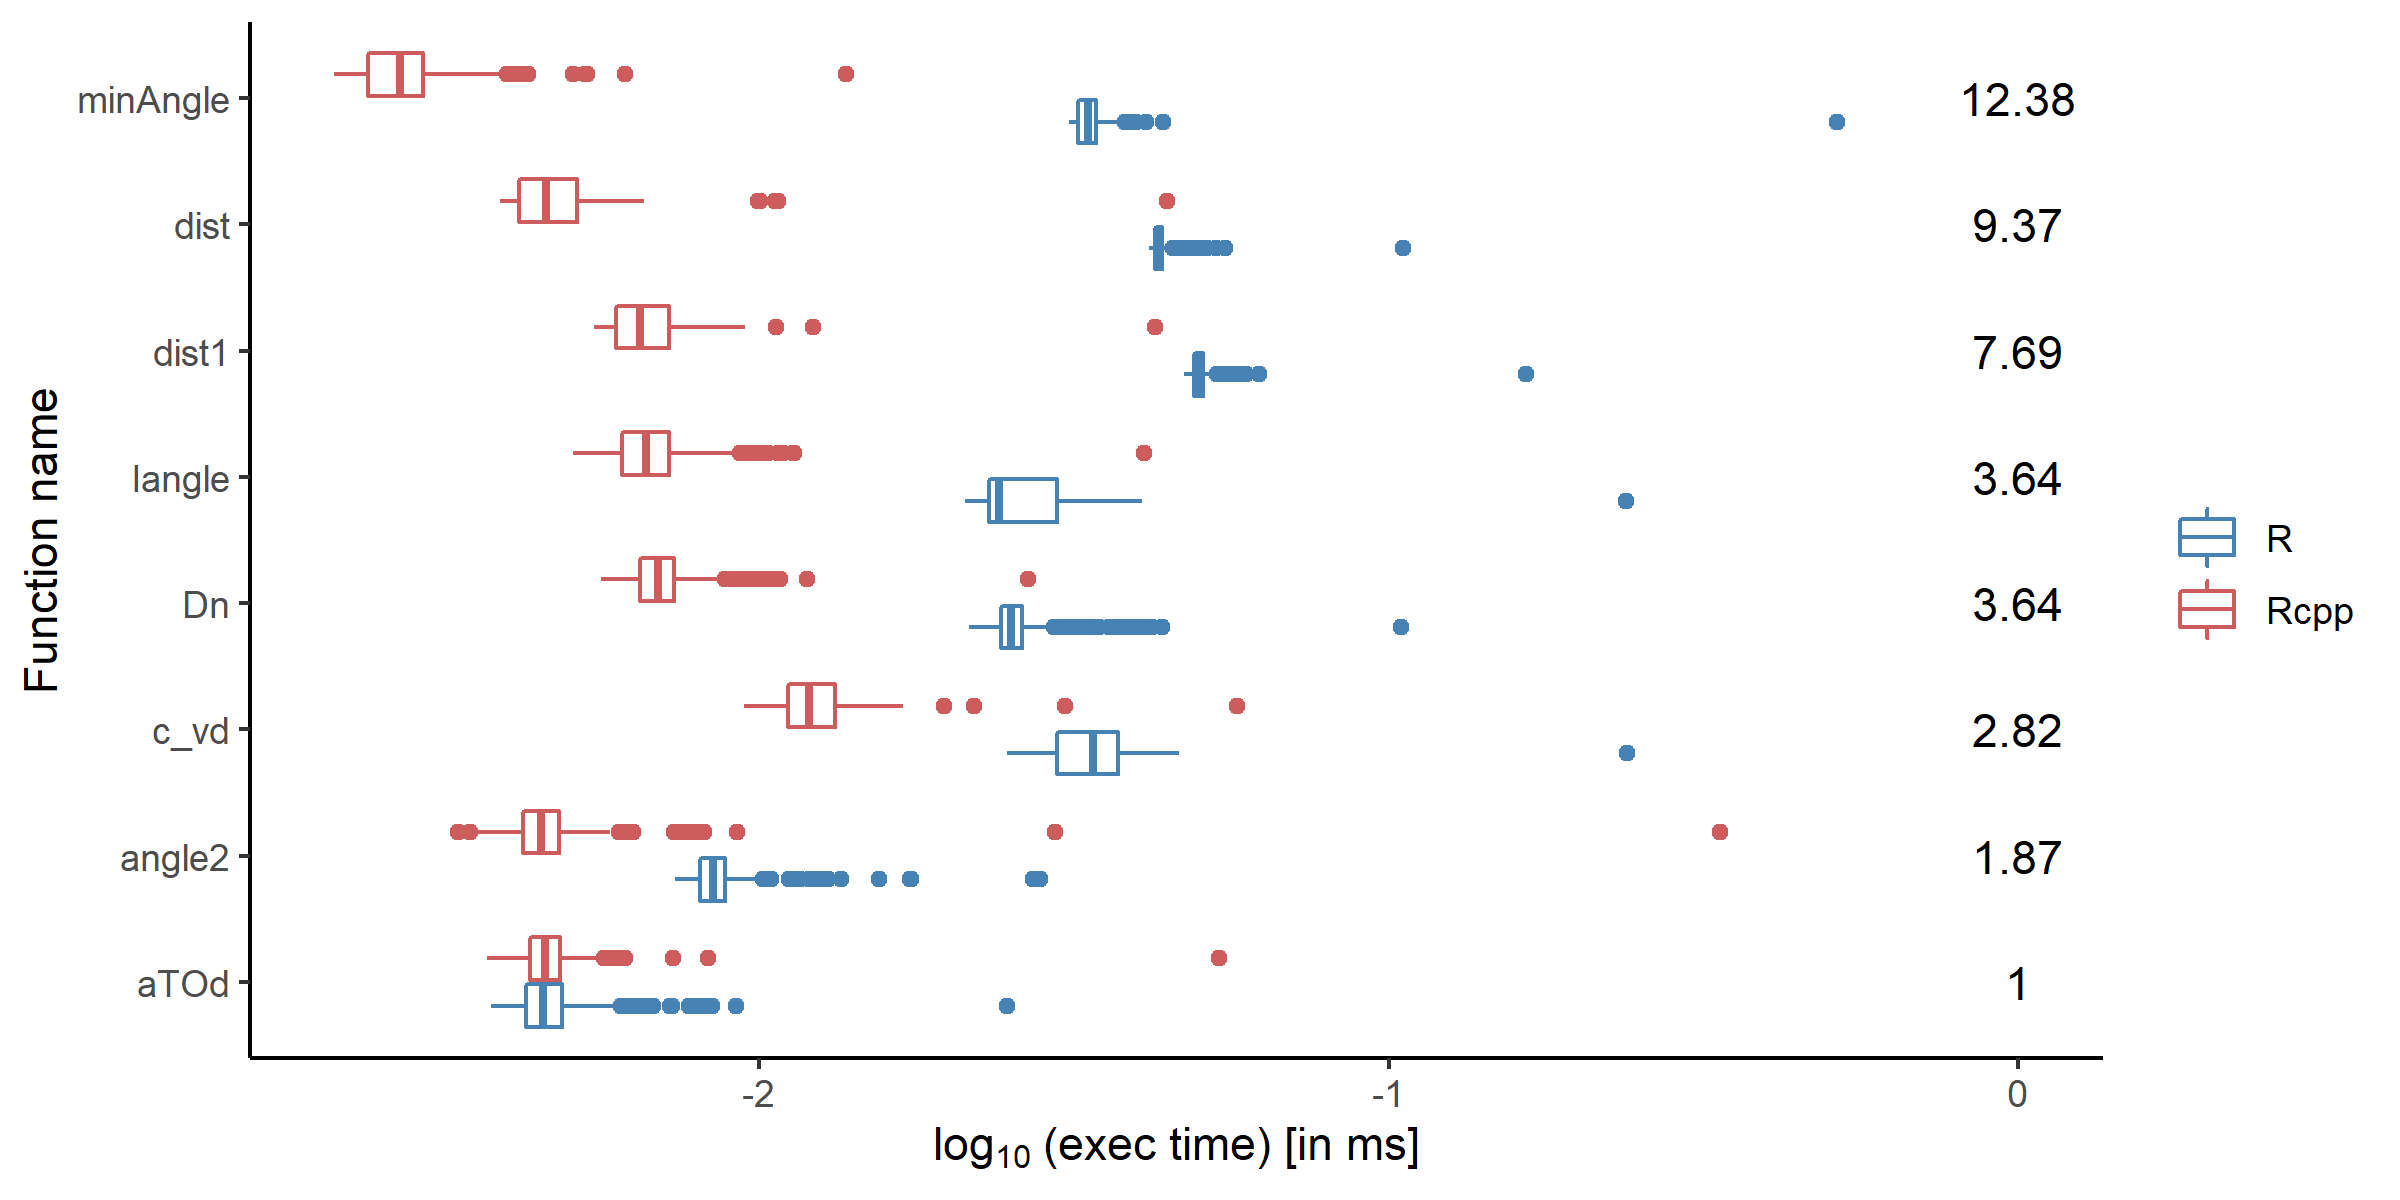 Function name
minAngle
12.38
dist
9.37
dist1
7.69
langle
3.64
Dn
3.64
c_vd
2.82
angle2
1.87
aTOd
1
R
Rcpp
-2
-1
0
log10 (exec time) [in ms]